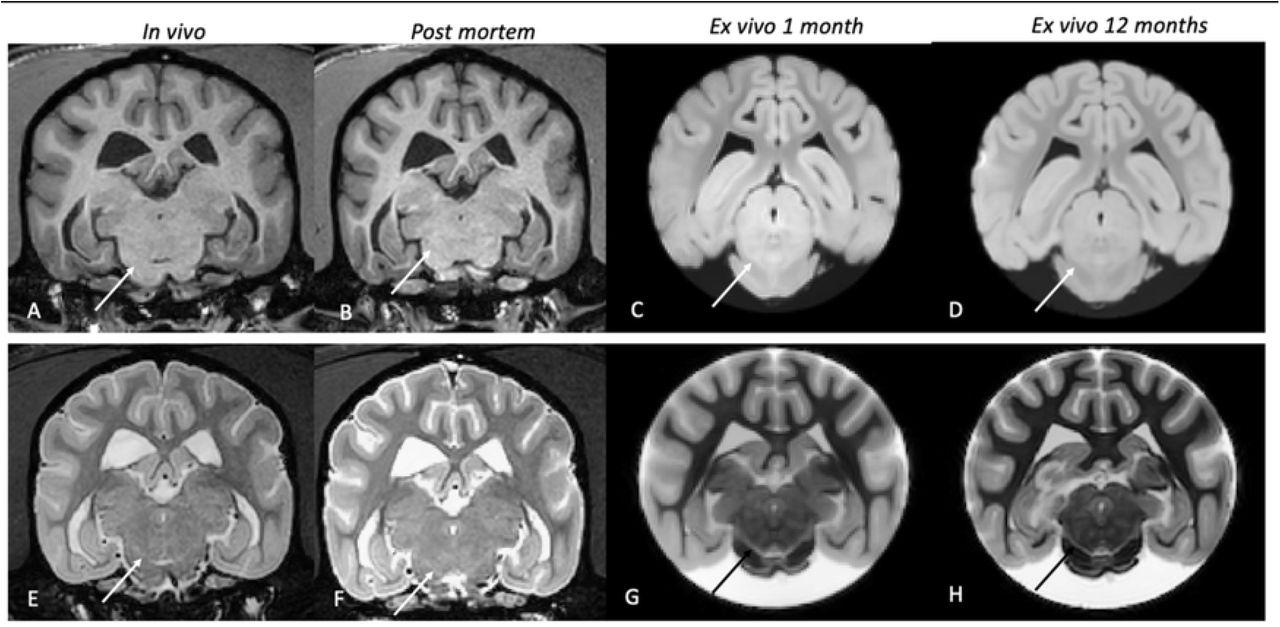 In vivo
Post mortem
Ex vivo 1 month
Ex vivo 12 months
A
B
C
D
E
F
G
H